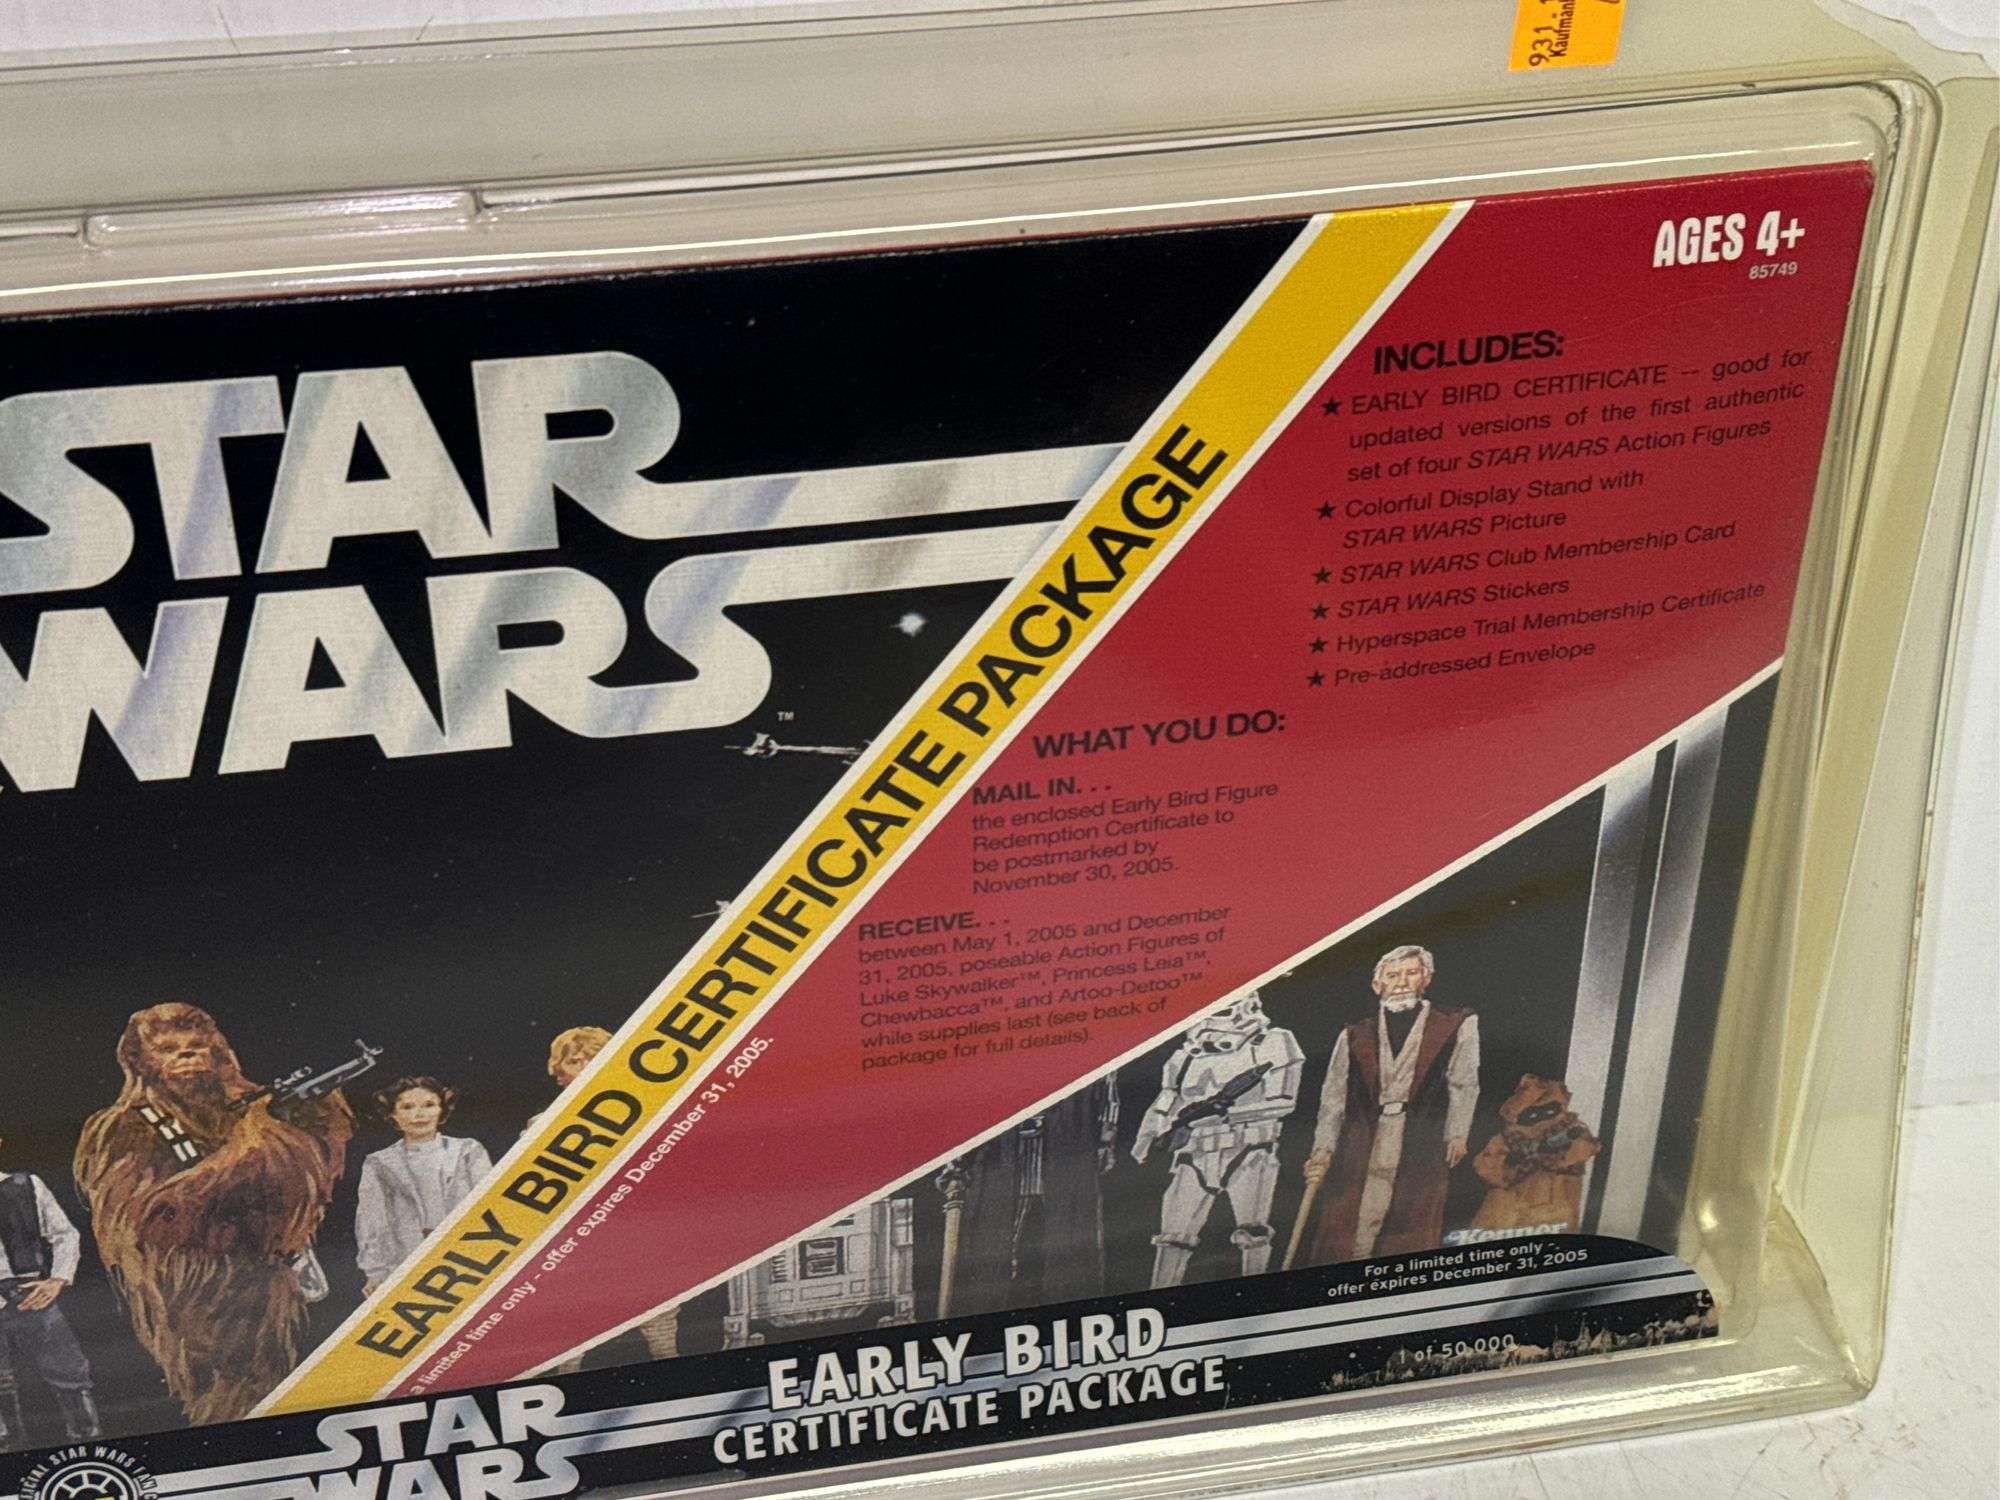 931-
Kaufman
AGES 4+
85749
STAR
WARS
™
EARLY BIRD CERTIFICATE PACKAGE
INCLUDES:
★ EARLY BIRD CERTIFICATE -- good for
updated versions of the first authentic
set of four STAR WARS Action Figures
★ Colorful Display Stand with
STAR WARS Picture
★ STAR WARS Club Membership Card
★ STAR WARS Stickers
★ Hyperspace Trial Membership Certificate
★ Pre-addressed Envelope
WHAT YOU DO:
MAIL IN. . .
the enclosed Early Bird Figure
Redemption Certificate to
be postmarked by
November 30, 2005.
RECEIVE. . .
between May 1, 2005 and December
31, 2005, poseable Action Figures of
Luke Skywalker™, Princess Leia™,
Chewbacca™, and Artoo-Detoo™
while supplies last (see back of
package for full details).
a limited time only - offer expires December 31, 2005.
Kenner
For a limited time only -
offer expires December 31, 2005
1 of 50,000
EARLY BIRD
CERTIFICATE PACKAGE
STAR
WARS
STAR WARS FAN